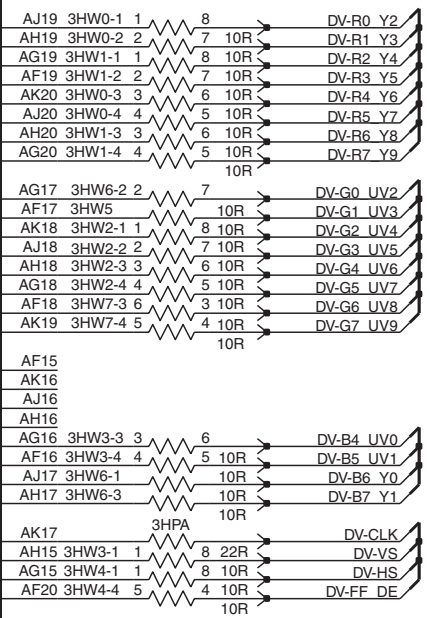 AJ19 3HW0-1 1 8 DV-R0 Y2
AH19 3HW0-2 2 7 10R DV-R1 Y3
AG19 3HW1-1 1 8 10R DV-R2 Y4
AF19 3HW1-2 2 7 10R DV-R3 Y5
AK20 3HW0-3 3 6 10R DV-R4 Y6
AJ20 3HW0-4 4 5 10R DV-R5 Y7
AH20 3HW1-3 3 6 10R DV-R6 Y8
AG20 3HW1-4 4 5 10R DV-R7 Y9
10R
AG17 3HW6-2 2 7 DV-G0 UV2
AF17 3HW5 10R DV-G1 UV3
AK18 3HW2-1 1 8 10R DV-G2 UV4
AJ18 3HW2-2 2 7 10R DV-G3 UV5
AH18 3HW2-3 3 6 10R DV-G4 UV6
AG18 3HW2-4 4 5 10R DV-G5 UV7
AF18 3HW7-3 6 3 10R DV-G6 UV8
AK19 3HW7-4 5 4 10R DV-G7 UV9
10R
AF15
AK16
AJ16
AH16
AG16 3HW3-3 3 6 DV-B4 UV0
AF16 3HW3-4 4 5 10R DV-B5 UV1
AJ17 3HW6-1 10R DV-B6 Y0
AH17 3HW6-3 10R DV-B7 Y1
10R
3HPA
AK17 DV-CLK
AH15 3HW3-1 1 8 22R DV-VS
AG15 3HW4-1 1 8 10R DV-HS
AF20 3HW4-4 5 4 10R DV-FF DE
10R